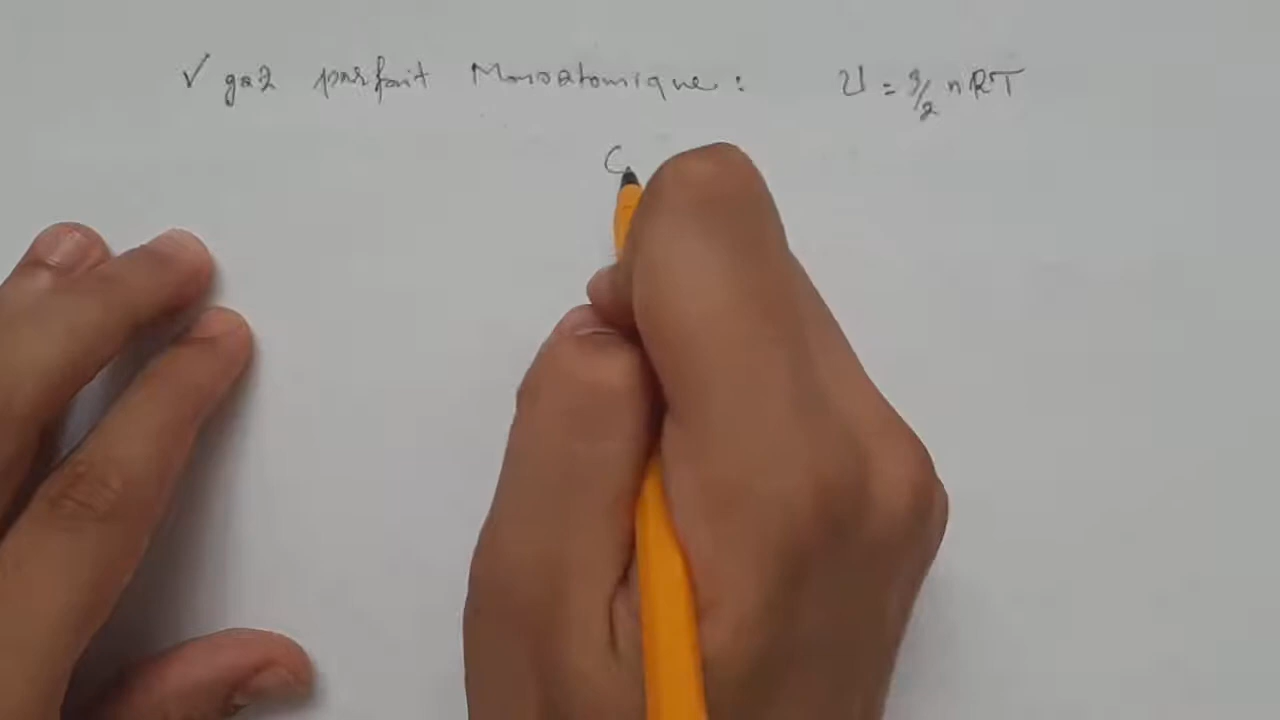 ✓ gaz parfait Monoatomique : U = 3/2 nRT
C